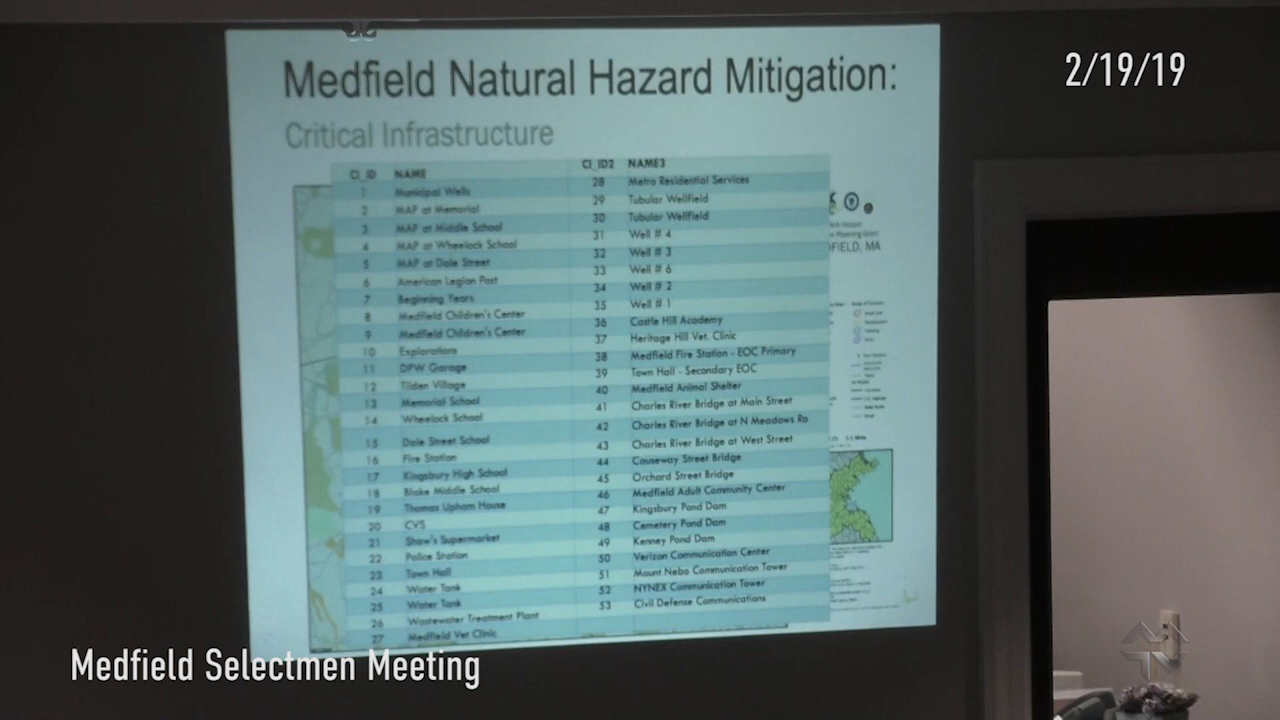 2/19/19
Medfield Natural Hazard Mitigation:
Critical Infrastructure
CI_ID NAME CI_ID2 NAME3
1 Municipal Wells 28 Metro Residential Services
2 MAP at Memorial 29 Tubular Wellfield
3 MAP at Middle School 30 Tubular Wellfield
4 MAP at Wheelock School 31 Well # 4
5 MAP at Dale Street 32 Well # 3
6 American Legion Post 33 Well # 6
7 Beginning Years 34 Well # 2
8 Medfield Children's Center 35 Well # 1
9 Medfield Children's Center 36 Castle Hill Academy
10 Explorations 37 Heritage Hill Vet. Clinic
11 DPW Garage 38 Medfield Fire Station - EOC Primary
12 Tilden Village 39 Town Hall - Secondary EOC
13 Memorial School 40 Medfield Animal Shelter
14 Wheelock School 41 Charles River Bridge at Main Street
15 Dale Street School 42 Charles River Bridge at N Meadows Ro
16 Fire Station 43 Charles River Bridge at West Street
17 Kingsbury High School 44 Causeway Street Bridge
18 Blake Middle School 45 Orchard Street Bridge
19 Thomas Upham House 46 Medfield Adult Community Center
20 CVS 47 Kingsbury Pond Dam
21 Shaw's Supermarket 48 Cemetery Pond Dam
22 Police Station 49 Kenney Pond Dam
23 Town Hall 50 Verizon Communication Center
24 Water Tank 51 Mount Nebo Communication Tower
25 Water Tank 52 NYNEX Communication Tower
26 Wastewater Treatment Plant 53 Civil Defense Communications
27 Medfield Vet Clinic
FIELD, MA
Medfield Selectmen Meeting